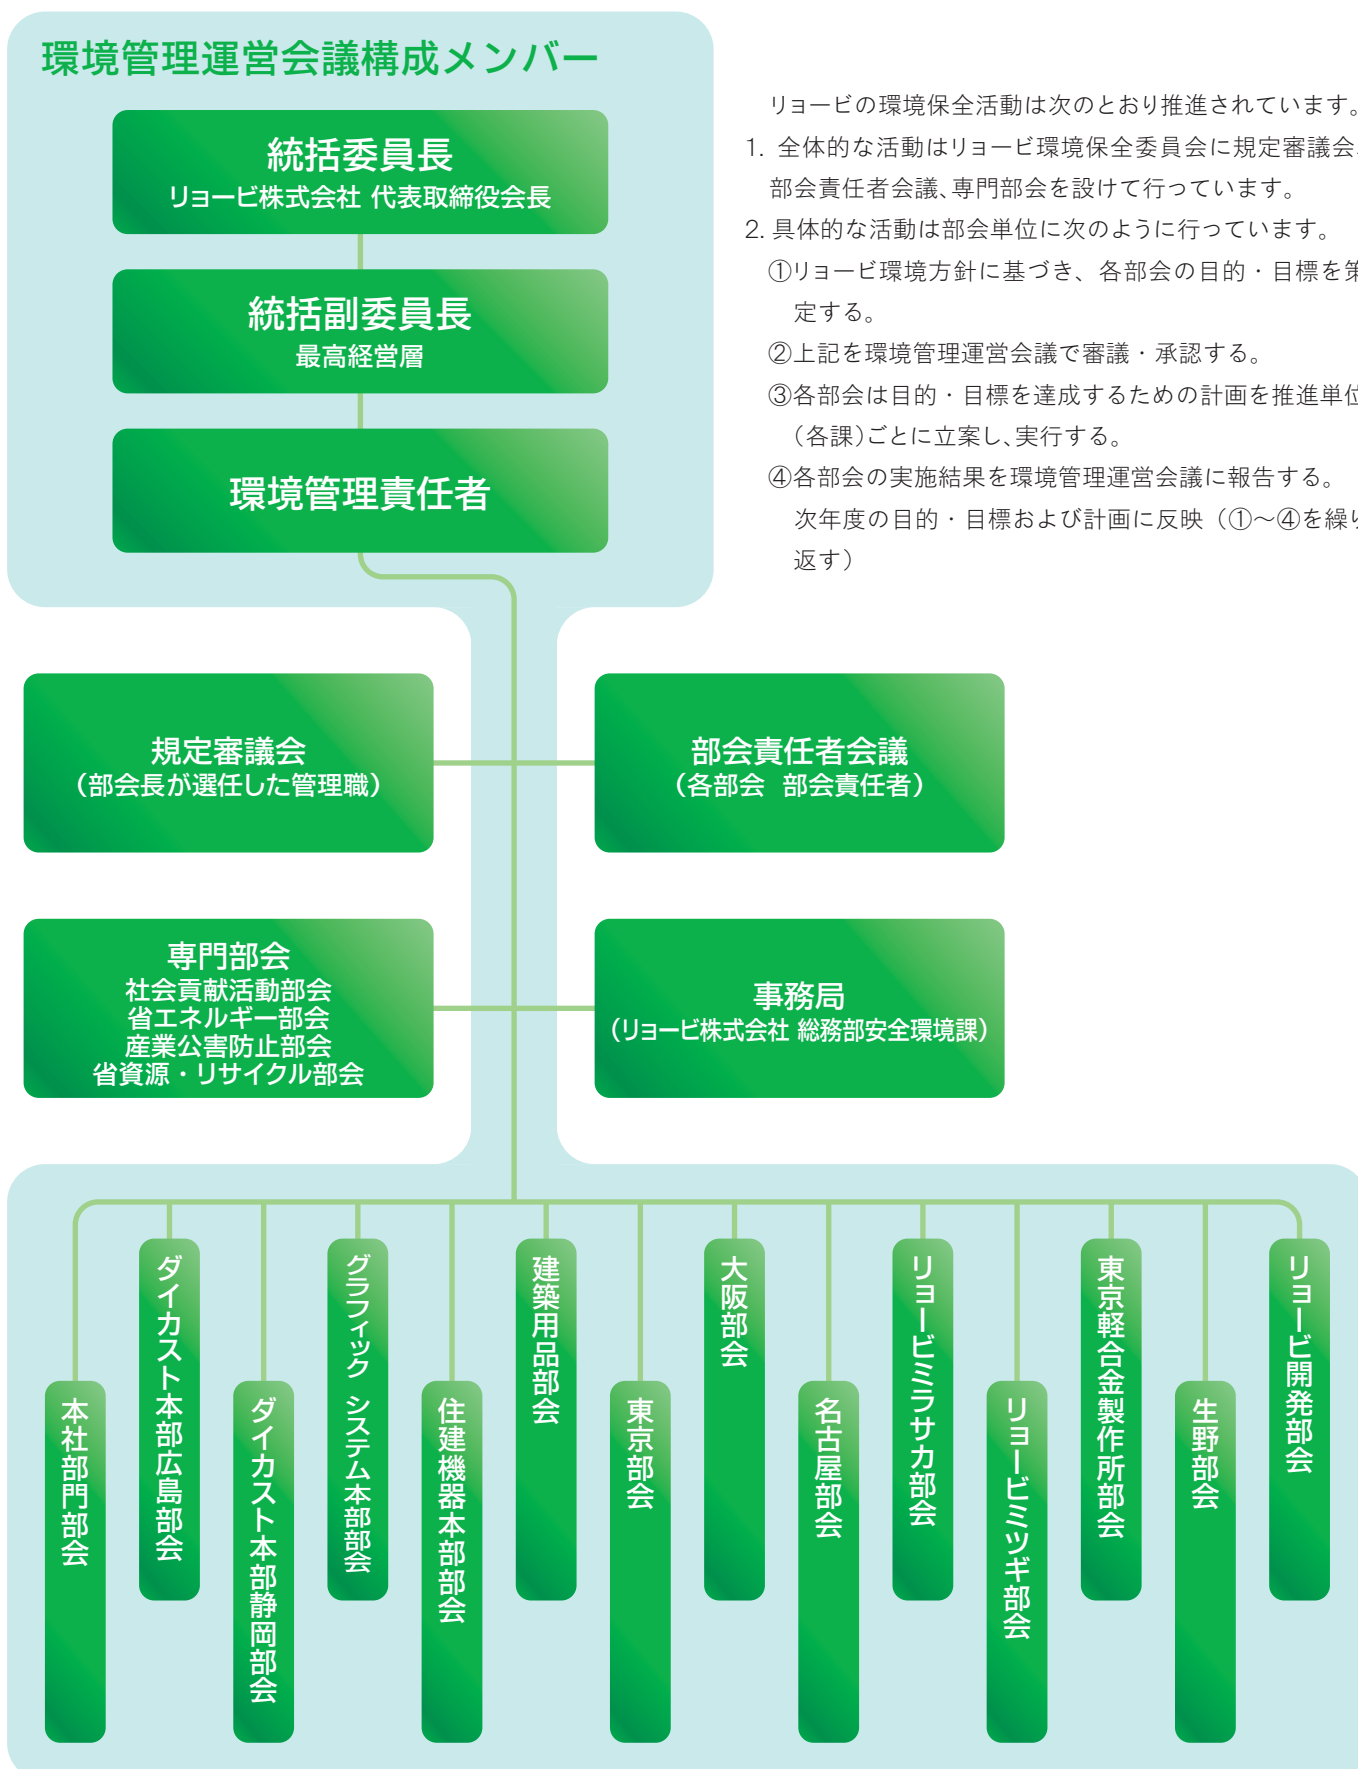 環境管理運営会議構成メンバー
統括委員長
リョービ株式会社 代表取締役会長
統括副委員長
最高経営層
環境管理責任者
リョービの環境保全活動は次のとおり推進されています。
1. 全体的な活動はリョービ環境保全委員会に規定審議会、
部会責任者会議、専門部会を設けて行っています。
2. 具体的な活動は部会単位に次のように行っています。
①リョービ環境方針に基づき、各部会の目的・目標を策
定する。
②上記を環境管理運営会議で審議・承認する。
③各部会は目的・目標を達成するための計画を推進単位
（各課）ごとに立案し、実行する。
④各部会の実施結果を環境管理運営会議に報告する。
次年度の目的・目標および計画に反映（①～④を繰り
返す）
規定審議会
（部会長が選任した管理職）
部会責任者会議
（各部会 部会責任者）
専門部会
社会貢献活動部会
省エネルギー部会
産業公害防止部会
省資源・リサイクル部会
事務局
（リョービ株式会社 総務部安全環境課）
本社部門部会
ダイカスト本部広島部会
ダイカスト本部静岡部会
グラフィック システム本部部会
住建機器本部部会
建築用品部会
東京部会
大阪部会
名古屋部会
リョービミラサカ部会
リョービミツギ部会
東京軽合金製作所部会
生野部会
リョービ開発部会